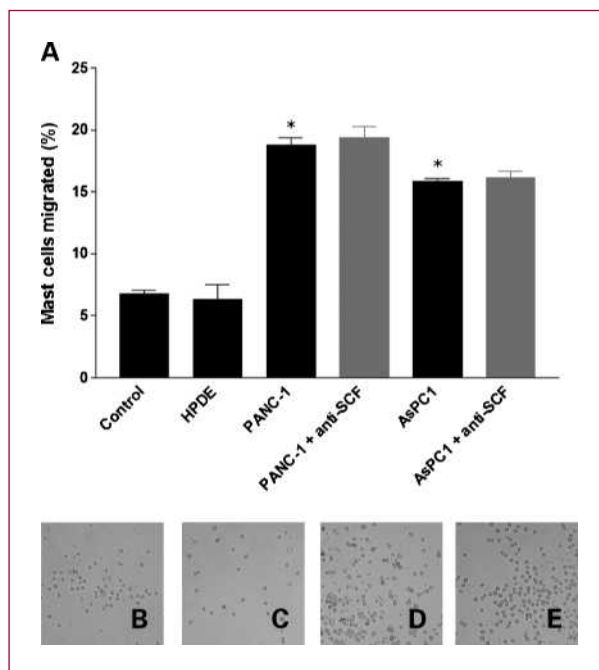 A
25
20
15
10
5
0
Mast cells migrated (%)
*
*
Control
HPDE
PANC-1
PANC-1 + anti-SCF
AsPC1
AsPC1 + anti-SCF
B C D E